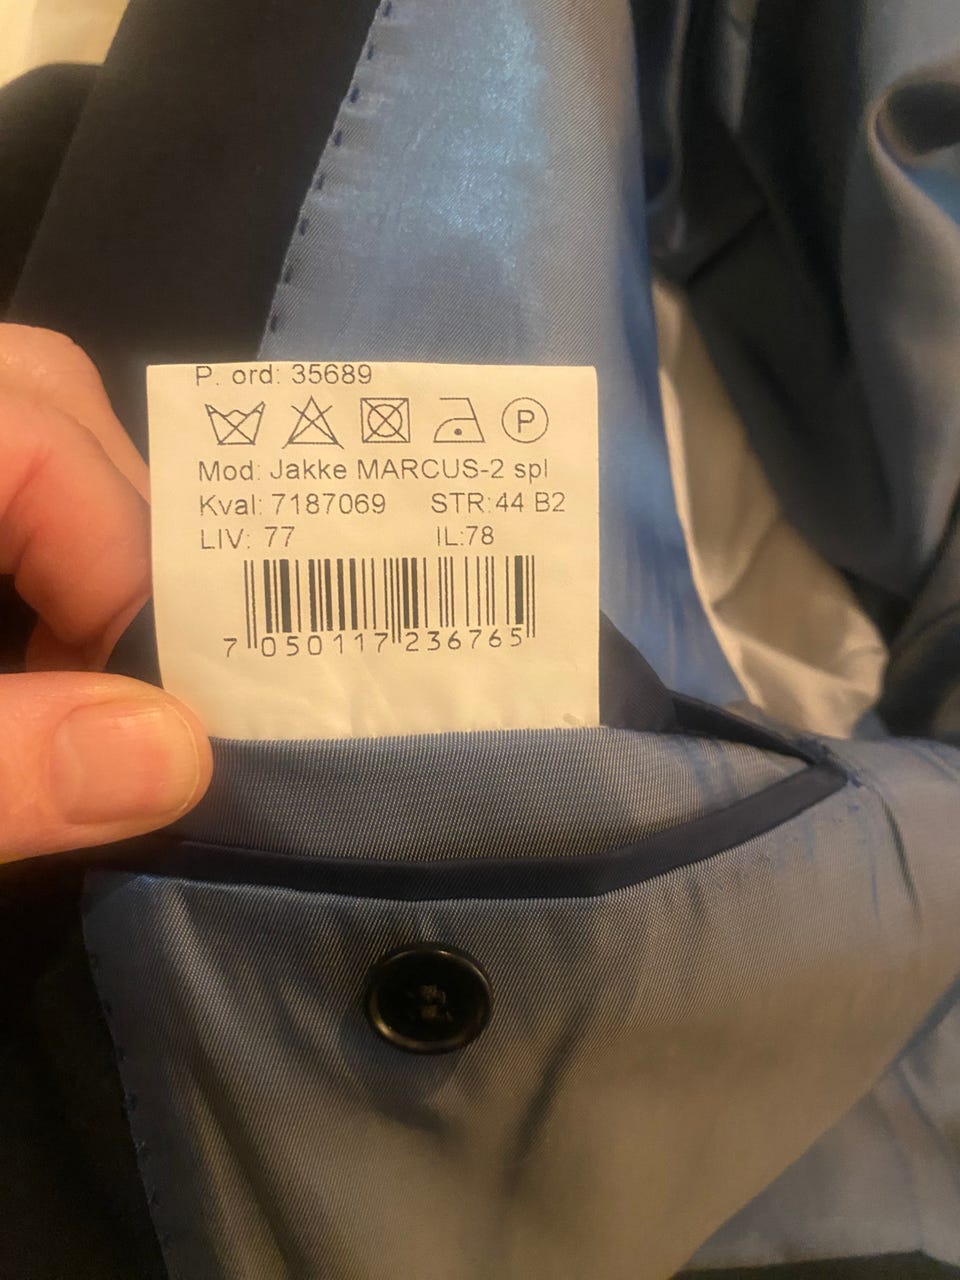 P. ord: 35689
P
Mod: Jakke MARCUS-2 spl
Kval: 7187069 STR:44 B2
LIV: 77 IL:78
7 050117 236765